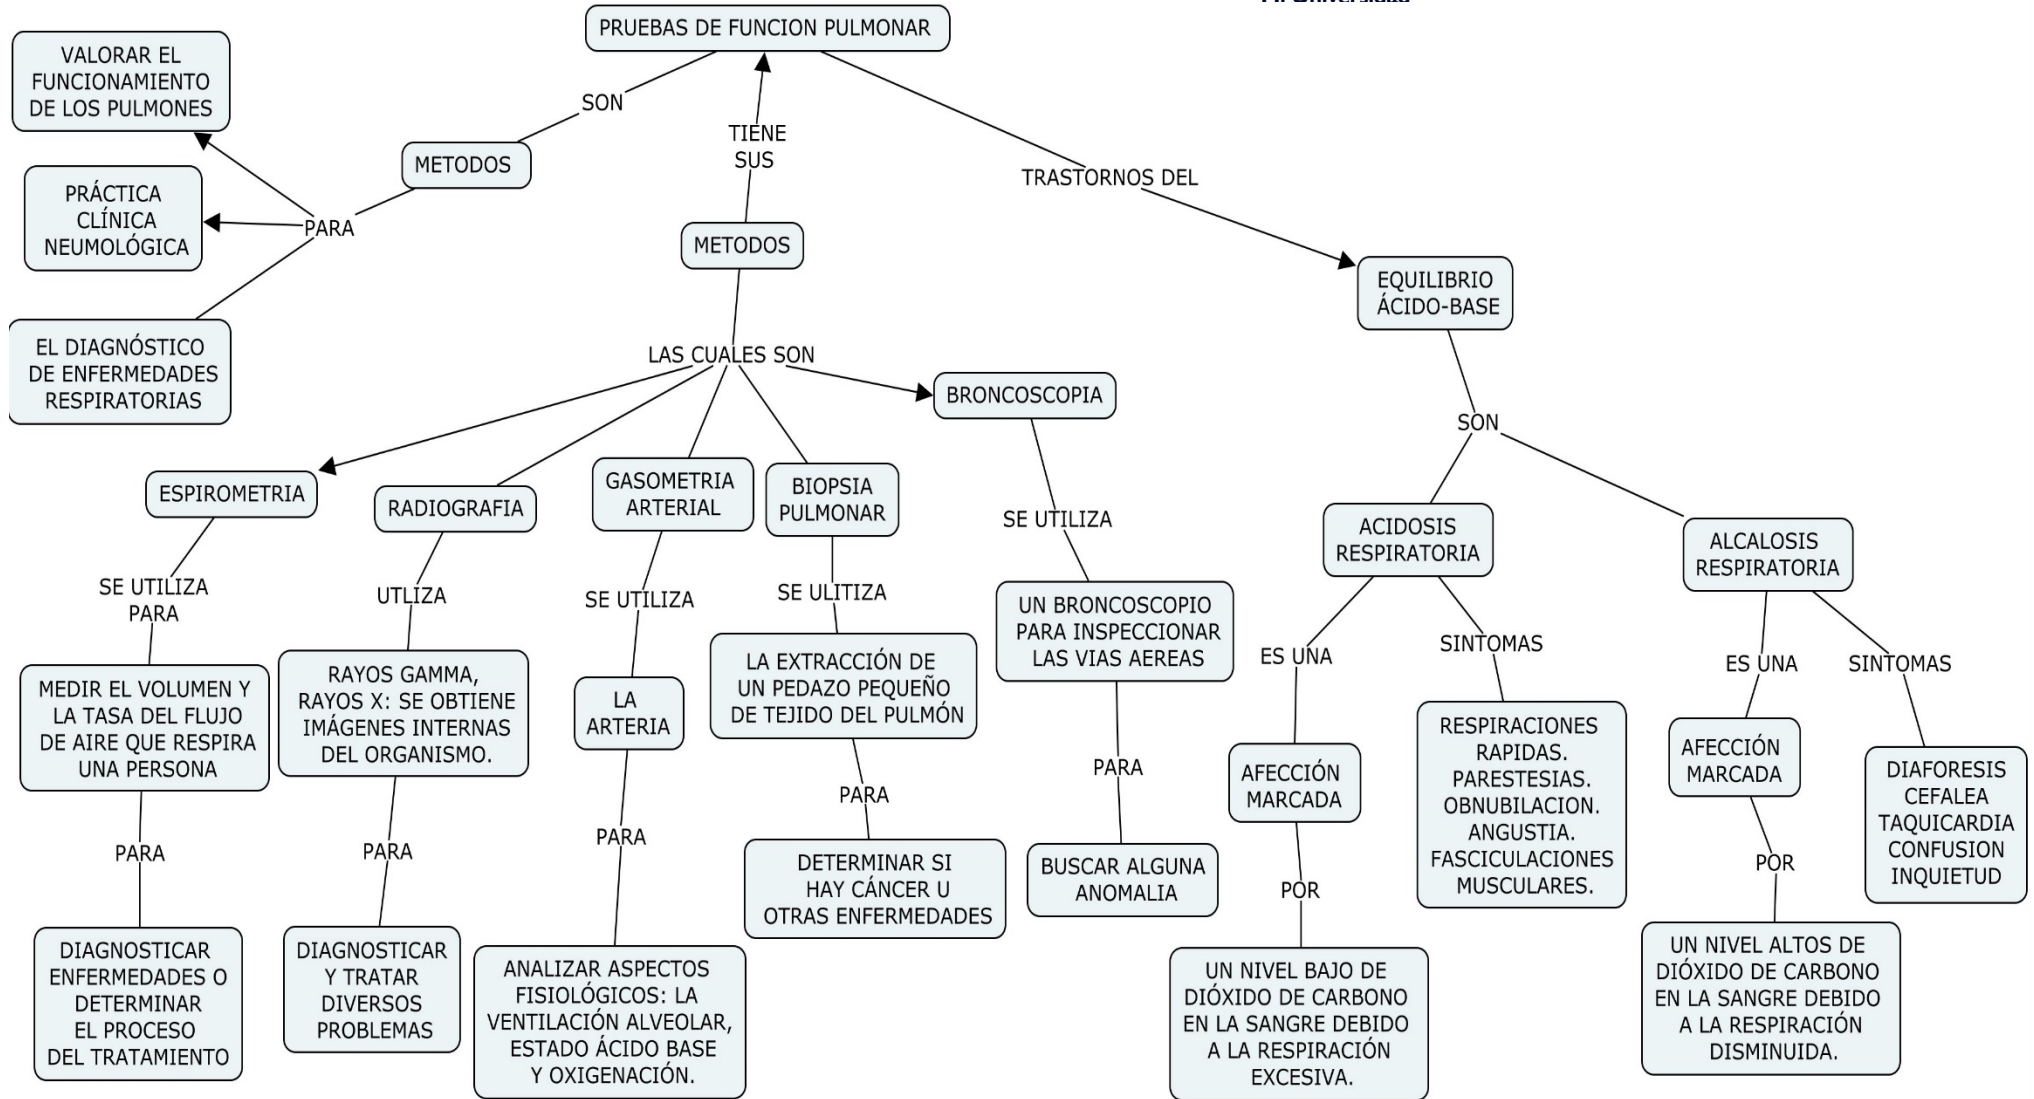 PRUEBAS DE FUNCION PULMONAR
SON
METODOS
PARA
VALORAR EL
FUNCIONAMIENTO
DE LOS PULMONES
PRÁCTICA
CLÍNICA
NEUMOLÓGICA
EL DIAGNÓSTICO
DE ENFERMEDADES
RESPIRATORIAS
TIENE
SUS
METODOS
LAS CUALES SON
ESPIROMETRIA
SE UTILIZA
PARA
MEDIR EL VOLUMEN Y
LA TASA DEL FLUJO
DE AIRE QUE RESPIRA
UNA PERSONA
PARA
DIAGNOSTICAR
ENFERMEDADES O
DETERMINAR
EL PROCESO
DEL TRATAMIENTO
RADIOGRAFIA
UTLIZA
RAYOS GAMMA,
RAYOS X: SE OBTIENE
IMÁGENES INTERNAS
DEL ORGANISMO.
PARA
DIAGNOSTICAR
Y TRATAR
DIVERSOS
PROBLEMAS
GASOMETRIA
ARTERIAL
SE UTILIZA
LA
ARTERIA
PARA
ANALIZAR ASPECTOS
FISIOLÓGICOS: LA
VENTILACIÓN ALVEOLAR,
ESTADO ÁCIDO BASE
Y OXIGENACIÓN.
BIOPSIA
PULMONAR
SE ULITIZA
LA EXTRACCIÓN DE
UN PEDAZO PEQUEÑO
DE TEJIDO DEL PULMÓN
PARA
DETERMINAR SI
HAY CÁNCER U
OTRAS ENFERMEDADES
BRONCOSCOPIA
SE UTILIZA
UN BRONCOSCOPIO
PARA INSPECCIONAR
LAS VIAS AEREAS
PARA
BUSCAR ALGUNA
ANOMALIA
TRASTORNOS DEL
EQUILIBRIO
ÁCIDO-BASE
SON
ACIDOSIS
RESPIRATORIA
ES UNA
AFECCIÓN
MARCADA
POR
UN NIVEL BAJO DE
DIÓXIDO DE CARBONO
EN LA SANGRE DEBIDO
A LA RESPIRACIÓN
EXCESIVA.
SINTOMAS
RESPIRACIONES
RAPIDAS.
PARESTESIAS.
OBNUBILACION.
ANGUSTIA.
FASCICULACIONES
MUSCULARES.
ALCALOSIS
RESPIRATORIA
ES UNA
AFECCIÓN
MARCADA
POR
UN NIVEL ALTOS DE
DIÓXIDO DE CARBONO
EN LA SANGRE DEBIDO
A LA RESPIRACIÓN
DISMINUIDA.
SINTOMAS
DIAFORESIS
CEFALEA
TAQUICARDIA
CONFUSION
INQUIETUD